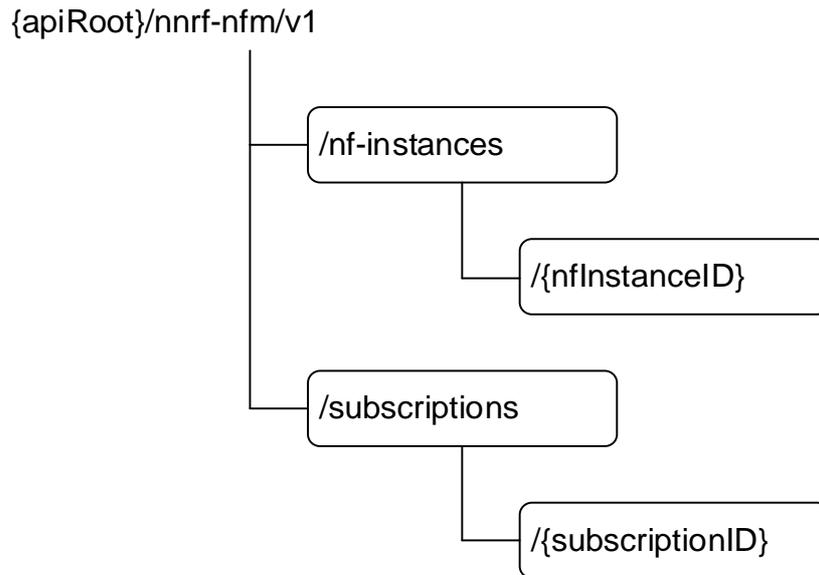 {apiRoot}/nnrf-nfm/v1
/nf-instances
/{nfInstanceID}
/subscriptions
/{subscriptionID}